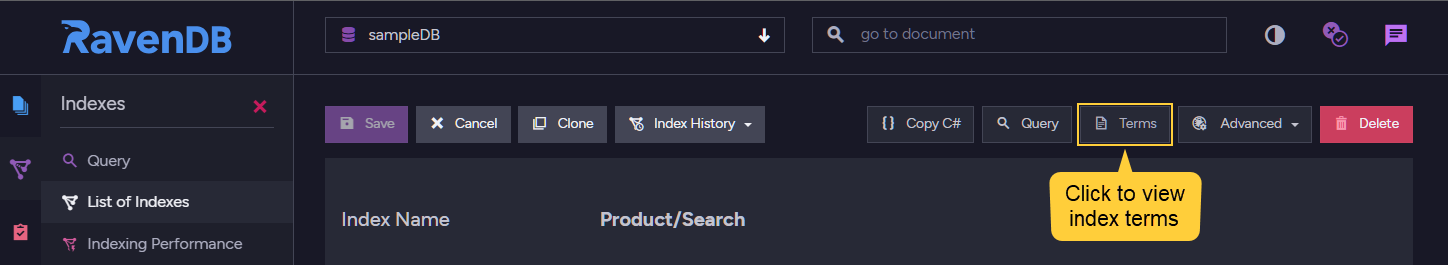 RavenDB
sampleDB
go to document
Indexes
Save
Cancel
Clone
Index History
{ } Copy C#
Query
Terms
Advanced
Delete
Query
List of Indexes
Indexing Performance
Index Name
Product/Search
Click to view
index terms